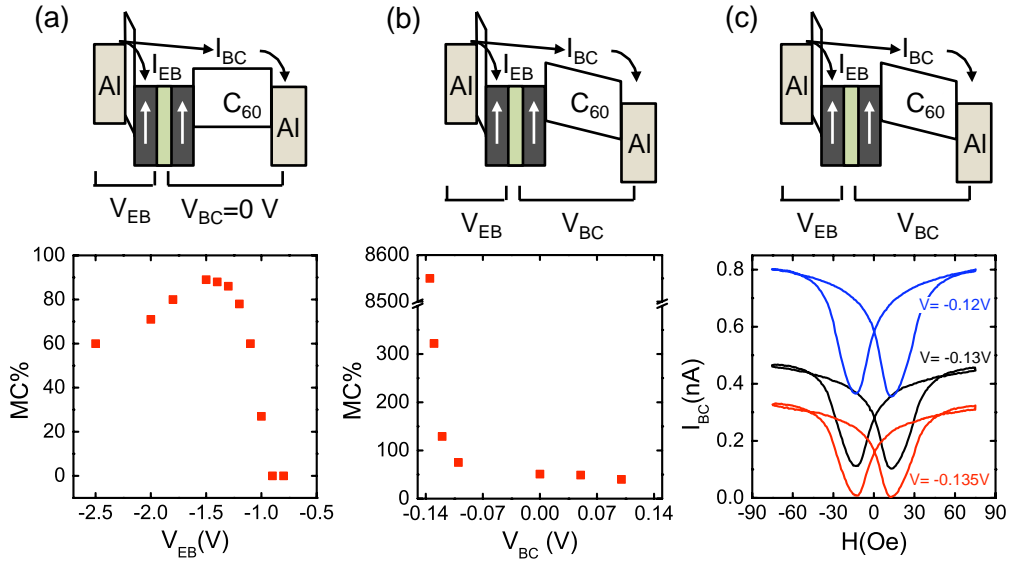 (a)
I_BC
I_EB
Al
C_60
Al
V_EB
V_BC=0 V
100
80
60
40
20
0
MC%
-2.5
-2.0
-1.5
-1.0
-0.5
V_EB(V)
(b)
I_BC
I_EB
Al
C_60
Al
V_EB
V_BC
8600
8500
300
200
100
0
MC%
-0.14
-0.07
0.00
0.07
0.14
V_BC (V)
(c)
I_BC
I_EB
Al
C_60
Al
V_EB
V_BC
0.8
0.6
0.4
0.2
0.0
I_BC(nA)
V= -0.12V
V= -0.13V
V= -0.135V
-90
-60
-30
0
30
60
90
H(Oe)